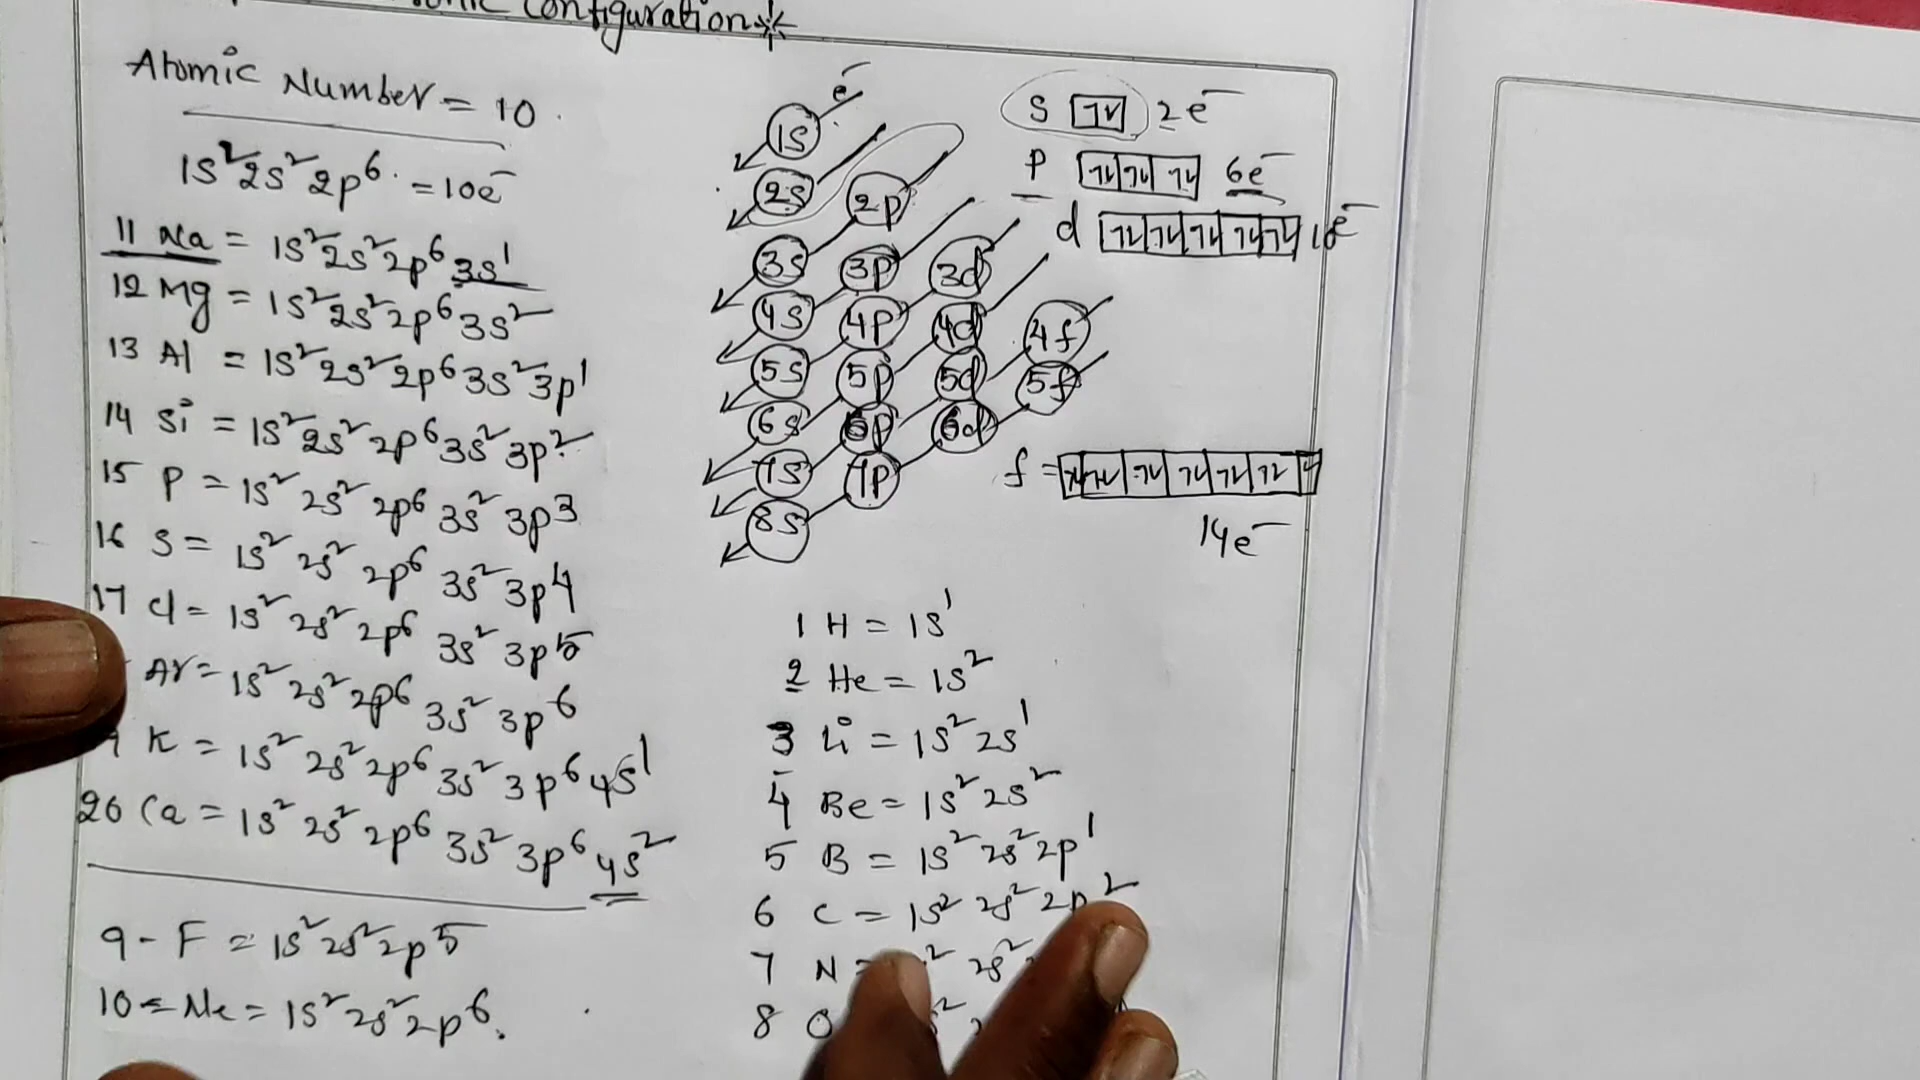 Configuration
Atomic Number = 10
1s² 2s² 2p⁶ = 10e⁻
11 Na = 1s² 2s² 2p⁶ 3s¹
12 Mg = 1s² 2s² 2p⁶ 3s²
13 Al = 1s² 2s² 2p⁶ 3s² 3p¹
14 Si = 1s² 2s² 2p⁶ 3s² 3p²
15 P = 1s² 2s² 2p⁶ 3s² 3p³
16 S = 1s² 2s² 2p⁶ 3s² 3p⁴
17 Cl = 1s² 2s² 2p⁶ 3s² 3p⁵
Ar = 1s² 2s² 2p⁶ 3s² 3p⁶
K = 1s² 2s² 2p⁶ 3s² 3p⁶ 4s¹
20 Ca = 1s² 2s² 2p⁶ 3s² 3p⁶ 4s²
9 - F = 1s² 2s² 2p⁵
10 = Ne = 1s² 2s² 2p⁶.
e⁻
1s
2s 2p
3s 3p 3d
4s 4p 4d 4f
5s 5p 5d 5f
6s 6p 6d
7s 7p
8s
S 2e⁻
P 6e⁻
d 10e⁻
f = 14e⁻
1 H = 1s¹
2 He = 1s²
3 Li = 1s² 2s¹
4 Be = 1s² 2s²
5 B = 1s² 2s² 2p¹
6 C = 1s² 2s² 2p²
7 N = 2s²
8 O